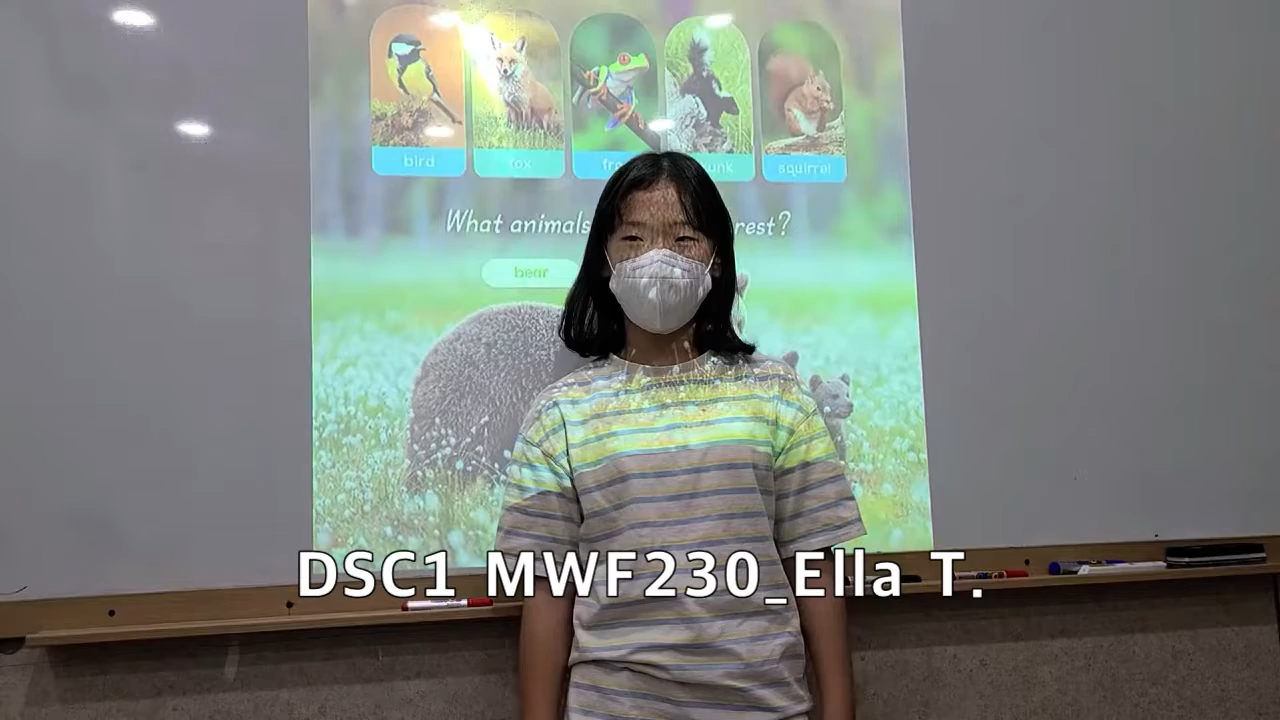 bird fox squirrel
What animals rest?
bear
DSC1 MWF230_Ella T.